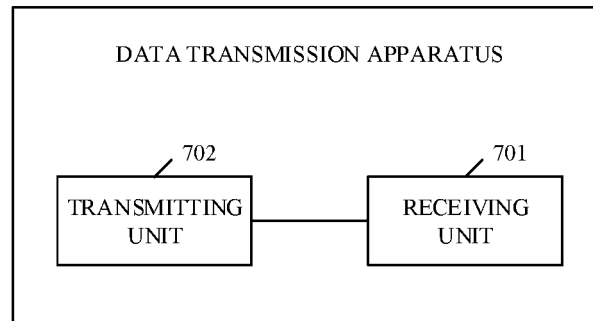 DATA TRANSMISSION APPARATUS
702
701
TRANSMITTING
UNIT
RECEIVING
UNIT